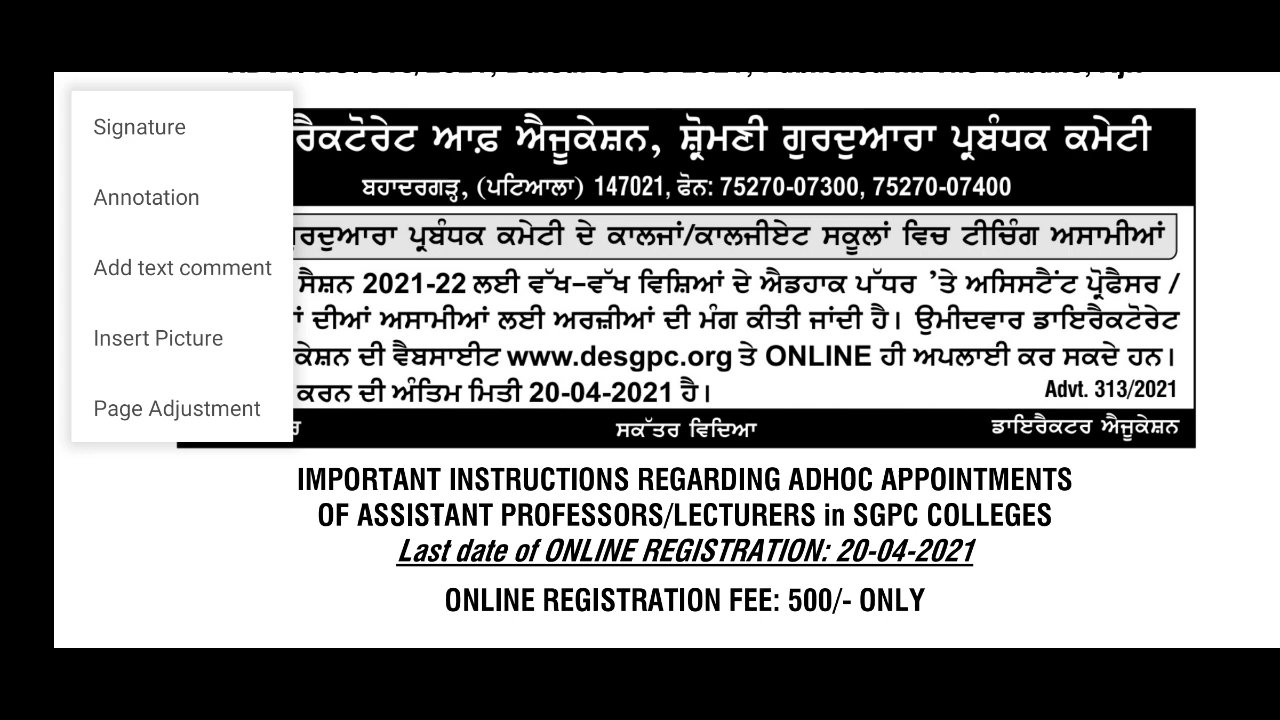 Signature
Annotation
Add text comment
Insert Picture
Page Adjustment
ਰੈਕਟੋਰੇਟ ਆਫ਼ ਐਜੂਕੇਸ਼ਨ, ਸ਼੍ਰੋਮਣੀ ਗੁਰਦੁਆਰਾ ਪ੍ਰਬੰਧਕ ਕਮੇਟੀ
ਬਹਾਦਰਗੜ੍ਹ, (ਪਟਿਆਲਾ) 147021, ਫੋਨ: 75270-07300, 75270-07400
ਰਦੁਆਰਾ ਪ੍ਰਬੰਧਕ ਕਮੇਟੀ ਦੇ ਕਾਲਜਾਂ/ਕਾਲਜੀਏਟ ਸਕੂਲਾਂ ਵਿਚ ਟੀਚਿੰਗ ਅਸਾਮੀਆਂ
ਸੈਸ਼ਨ 2021-22 ਲਈ ਵੱਖ-ਵੱਖ ਵਿਸ਼ਿਆਂ ਦੇ ਐਡਹਾਕ ਪੱਧਰ ’ਤੇ ਅਸਿਸਟੈਂਟ ਪ੍ਰੋਫੈਸਰ /
ਦੀਆਂ ਅਸਾਮੀਆਂ ਲਈ ਅਰਜ਼ੀਆਂ ਦੀ ਮੰਗ ਕੀਤੀ ਜਾਂਦੀ ਹੈ। ਉਮੀਦਵਾਰ ਡਾਇਰੈਕਟੋਰੇਟ
ਕੇਸ਼ਨ ਦੀ ਵੈਬਸਾਈਟ www.desgpc.org ਤੇ ONLINE ਹੀ ਅਪਲਾਈ ਕਰ ਸਕਦੇ ਹਨ।
ਕਰਨ ਦੀ ਅੰਤਿਮ ਮਿਤੀ 20-04-2021 ਹੈ।
Advt. 313/2021
ਸਕੱਤਰ ਵਿਦਿਆ
ਡਾਇਰੈਕਟਰ ਐਜੂਕੇਸ਼ਨ
IMPORTANT INSTRUCTIONS REGARDING ADHOC APPOINTMENTS
OF ASSISTANT PROFESSORS/LECTURERS in SGPC COLLEGES
Last date of ONLINE REGISTRATION: 20-04-2021
ONLINE REGISTRATION FEE: 500/- ONLY